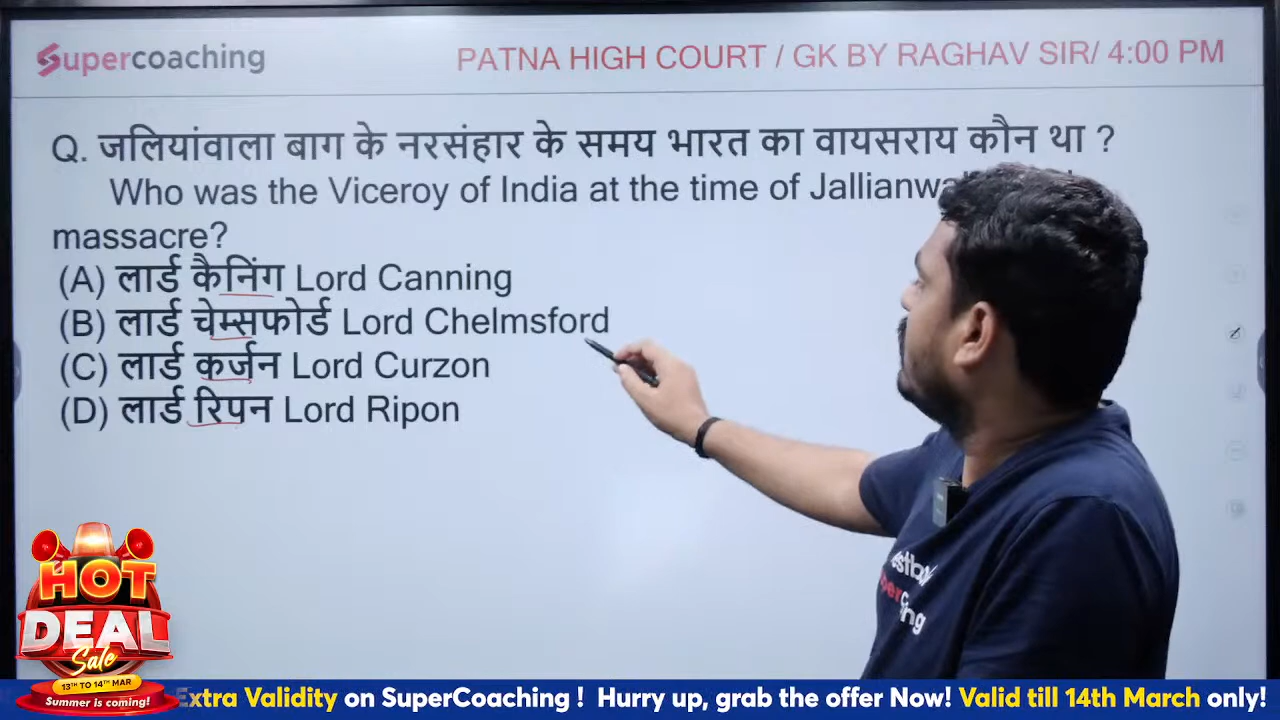 Supercoaching
PATNA HIGH COURT / GK BY RAGHAV SIR/ 4:00 PM
Q. जलियांवाला बाग के नरसंहार के समय भारत का वायसराय कौन था ?
Who was the Viceroy of India at the time of
massacre?
(A) लार्ड कैनिंग Lord Canning
(B) लार्ड चेम्सफोर्ड Lord Chelmsford
(C) लार्ड कर्जन Lord Curzon
(D) लार्ड रिपन Lord Ripon
HOT
DEAL
Sale
13TH TO 14TH MAR
Summer is coming!
Extra Validity on SuperCoaching ! Hurry up, grab the offer Now! Valid till 14th March only!